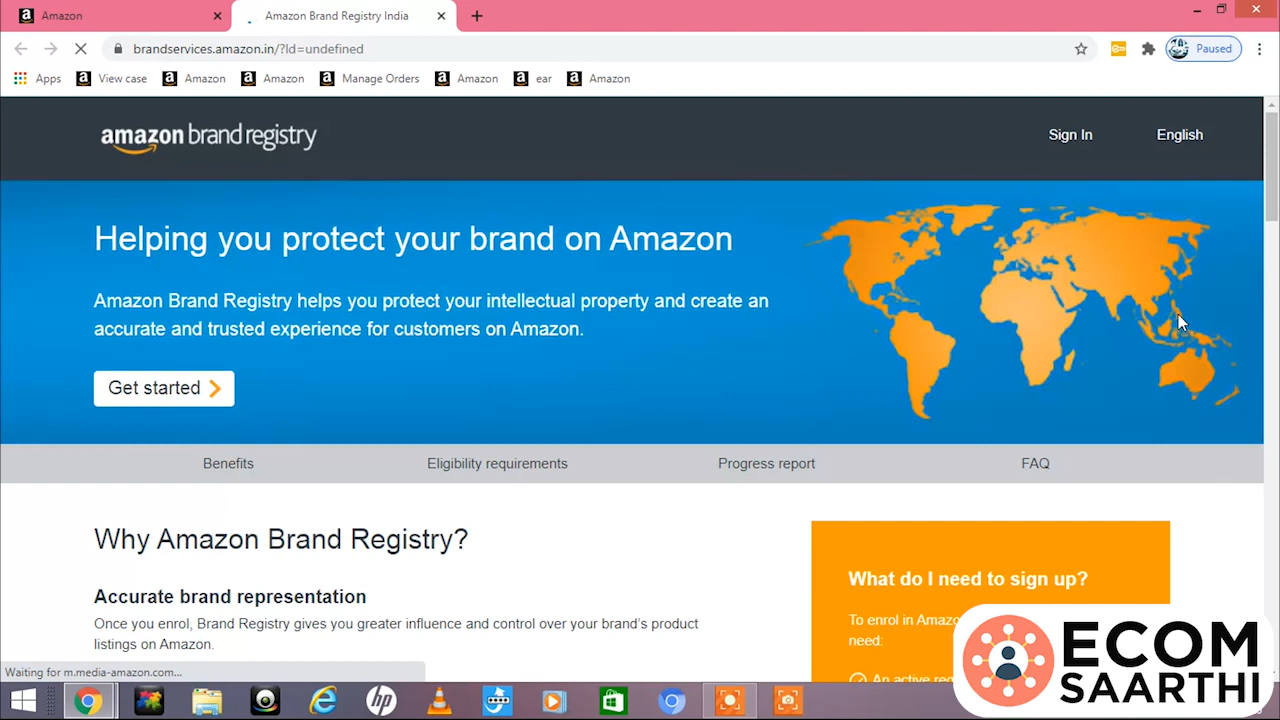 Amazon
Amazon Brand Registry India
brandservices.amazon.in/?ld=undefined
Paused
Apps
View case
Amazon
Amazon
Manage Orders
Amazon
ear
Amazon
amazon brand registry
Sign In
English
Helping you protect your brand on Amazon
Amazon Brand Registry helps you protect your intellectual property and create an
accurate and trusted experience for customers on Amazon.
Get started
Benefits
Eligibility requirements
Progress report
FAQ
Why Amazon Brand Registry?
Accurate brand representation
Once you enrol, Brand Registry gives you greater influence and control over your brand's product
listings on Amazon.
What do I need to sign up?
To enrol in Amazo
need:
An active reg
Waiting for m.media-amazon.com...
hp
ECOM
SAARTHI